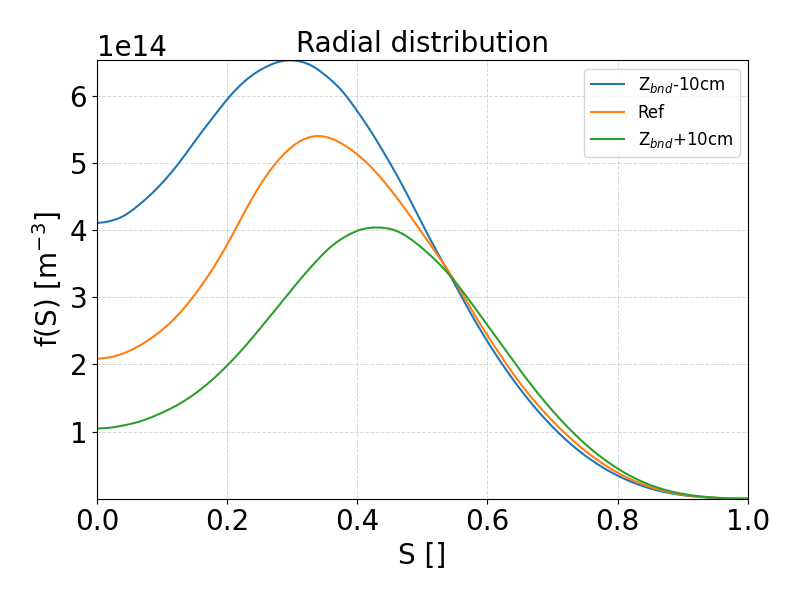 Radial distribution
1e14
6
5
4
3
2
1
f(S) [m⁻³]
Z_bnd-10cm
Ref
Z_bnd+10cm
0.0 0.2 0.4 0.6 0.8 1.0
S []